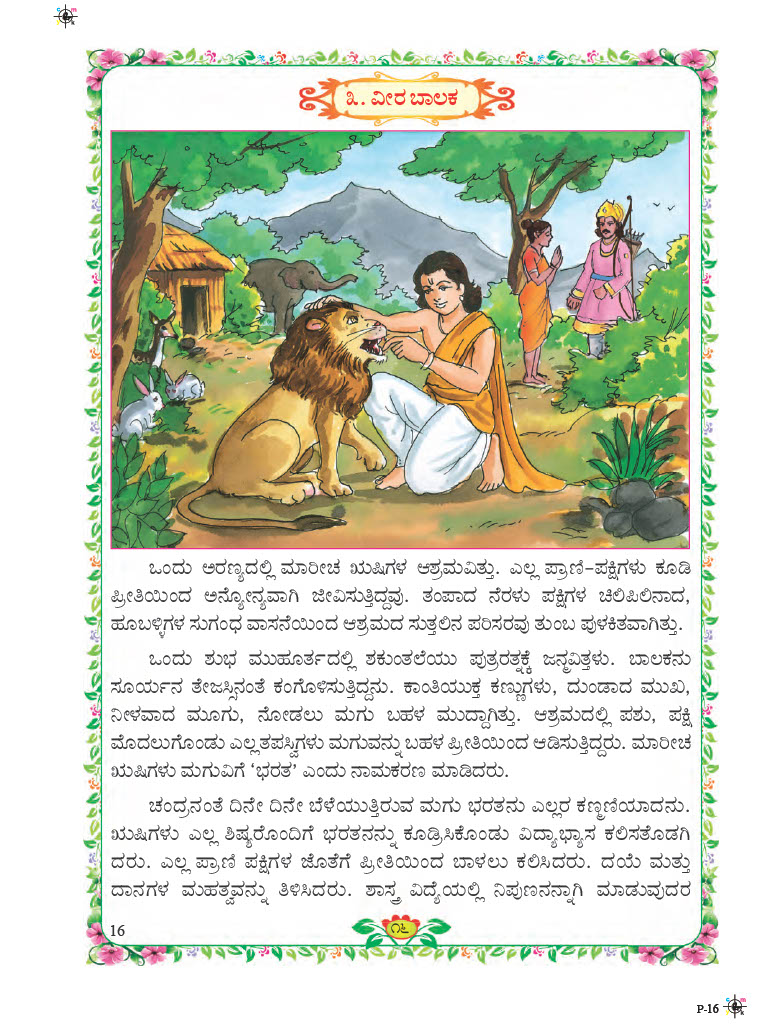 ೩. ವೀರ ಬಾಲಕ
ಒಂದು ಅರಣ್ಯದಲ್ಲಿ ಮಾರೀಚ ಋಷಿಗಳ ಆಶ್ರಮವಿತ್ತು. ಎಲ್ಲ ಪ್ರಾಣಿ–ಪಕ್ಷಿಗಳು ಕೂಡಿ
ಪ್ರೀತಿಯಿಂದ ಅನ್ಯೋನ್ಯವಾಗಿ ಜೀವಿಸುತ್ತಿದ್ದವು. ತಂಪಾದ ನೆರಳು ಪಕ್ಷಿಗಳ ಚಿಲಿಪಿಲಿನಾದ,
ಹೂಬಳ್ಳಿಗಳ ಸುಗಂಧ ವಾಸನೆಯಿಂದ ಆಶ್ರಮದ ಸುತ್ತಲಿನ ಪರಿಸರವು ತುಂಬ ಪುಳಕಿತವಾಗಿತ್ತು.
ಒಂದು ಶುಭ ಮುಹೂರ್ತದಲ್ಲಿ ಶಕುಂತಲೆಯು ಪುತ್ರರತ್ನಕ್ಕೆ ಜನ್ಮವಿತ್ತಳು. ಬಾಲಕನು
ಸೂರ್ಯನ ತೇಜಸ್ಸಿನಂತೆ ಕಂಗೊಳಿಸುತ್ತಿದ್ದನು. ಕಾಂತಿಯುಕ್ತ ಕಣ್ಣುಗಳು, ದುಂಡಾದ ಮುಖ,
ನೀಳವಾದ ಮೂಗು, ನೋಡಲು ಮಗು ಬಹಳ ಮುದ್ದಾಗಿತ್ತು. ಆಶ್ರಮದಲ್ಲಿ ಪಶು, ಪಕ್ಷಿ
ಮೊದಲುಗೊಂಡು ಎಲ್ಲ ತಪಸ್ವಿಗಳು ಮಗುವನ್ನು ಬಹಳ ಪ್ರೀತಿಯಿಂದ ಆಡಿಸುತ್ತಿದ್ದರು. ಮಾರೀಚ
ಋಷಿಗಳು ಮಗುವಿಗೆ ‘ಭರತ’ ಎಂದು ನಾಮಕರಣ ಮಾಡಿದರು.
ಚಂದ್ರನಂತೆ ದಿನೇ ದಿನೇ ಬೆಳೆಯುತ್ತಿರುವ ಮಗು ಭರತನು ಎಲ್ಲರ ಕಣ್ಮಣಿಯಾದನು.
ಋಷಿಗಳು ಎಲ್ಲ ಶಿಷ್ಯರೊಂದಿಗೆ ಭರತನನ್ನು ಕೂಡ್ರಿಸಿಕೊಂಡು ವಿದ್ಯಾಭ್ಯಾಸ ಕಲಿಸತೊಡಗಿ
ದರು. ಎಲ್ಲ ಪ್ರಾಣಿ ಪಕ್ಷಿಗಳ ಜೊತೆಗೆ ಪ್ರೀತಿಯಿಂದ ಬಾಳಲು ಕಲಿಸಿದರು. ದಯೆ ಮತ್ತು
ದಾನಗಳ ಮಹತ್ವವನ್ನು ತಿಳಿಸಿದರು. ಶಾಸ್ತ್ರ ವಿದ್ಯೆಯಲ್ಲಿ ನಿಪುಣನನ್ನಾಗಿ ಮಾಡುವುದರ
16
೧೬
P-16